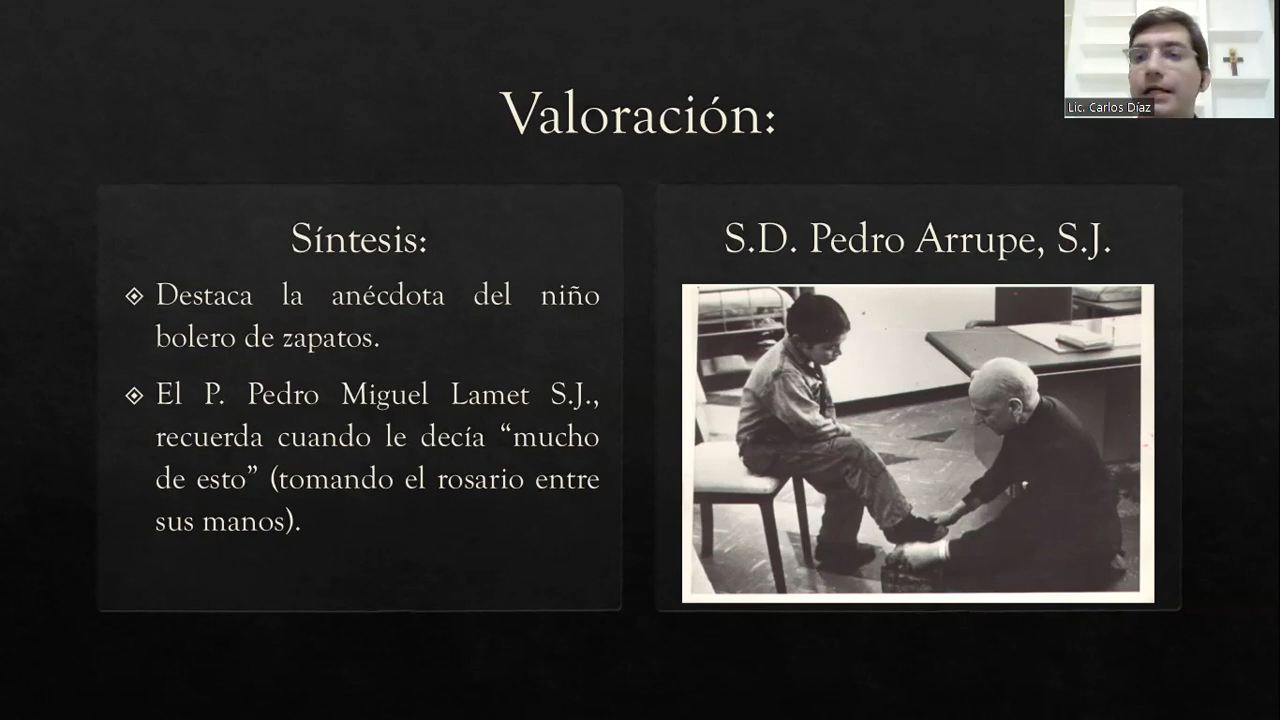 Lic. Carlos Díaz
Valoración:
Síntesis:
Destaca la anécdota del niño
bolero de zapatos.
El P. Pedro Miguel Lamet S.J.,
recuerda cuando le decía “mucho
de esto” (tomando el rosario entre
sus manos).
S.D. Pedro Arrupe, S.J.